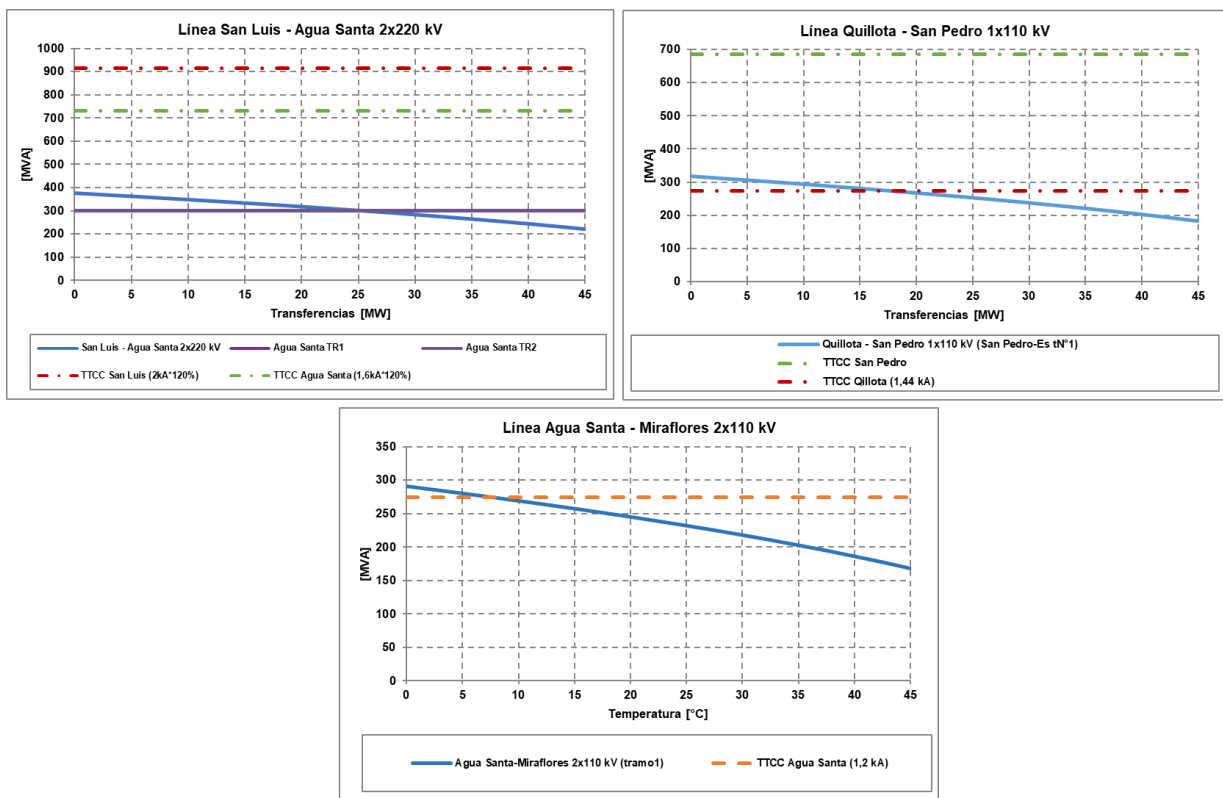 Línea San Luis - Agua Santa 2x220 kV
1000
900
800
700
600
500
400
300
200
100
0
[MVA]
0 5 10 15 20 25 30 35 40 45
Transferencias [MW]
San Luis - Agua Santa 2x220 kV Agua Santa TR1 Agua Santa TR2
TTCC San Luis (2kA*120%) TTCC Agua Santa (1,6kA*120%)
Línea Quillota - San Pedro 1x110 kV
700
600
500
400
300
200
100
0
[MVA]
0 5 10 15 20 25 30 35 40 45
Transferencias [MW]
Quillota - San Pedro 1x110 kV (San Pedro-Es tN°1)
TTCC San Pedro
TTCC Qillota (1,44 kA)
Línea Agua Santa - Miraflores 2x110 kV
350
300
250
200
150
100
50
0
[MVA]
0 5 10 15 20 25 30 35 40 45
Temperatura [°C]
Agua Santa-Miraflores 2x110 kV (tramo1) TTCC Agua Santa (1,2 kA)